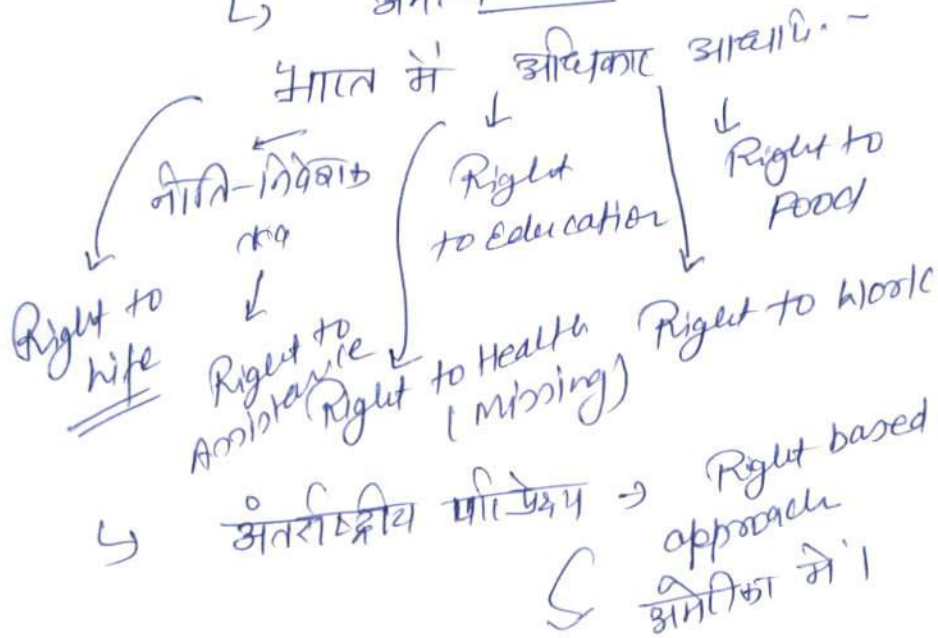 भारत में अधिकार आधारि. -
नीति-निदेशक
तत्व
Right
to Education
Right to
Food
Right to
Life
Right to
Assistance
Right to Health
(Missing)
Right to Work
↳ अंतर्राष्ट्रीय परिप्रेक्ष्य → Right based
approach
अमेरिका में।